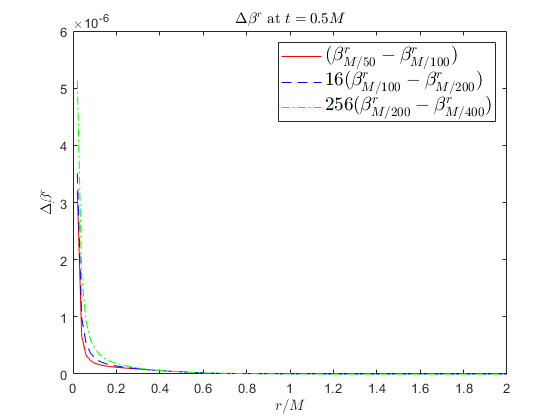 Δβ^r at t = 0.5M
×10^-6
6
5
4
3
2
1
0
Δβ^r
(β^r_{M/50} − β^r_{M/100})
16(β^r_{M/100} − β^r_{M/200})
256(β^r_{M/200} − β^r_{M/400})
0 0.2 0.4 0.6 0.8 1 1.2 1.4 1.6 1.8 2
r/M